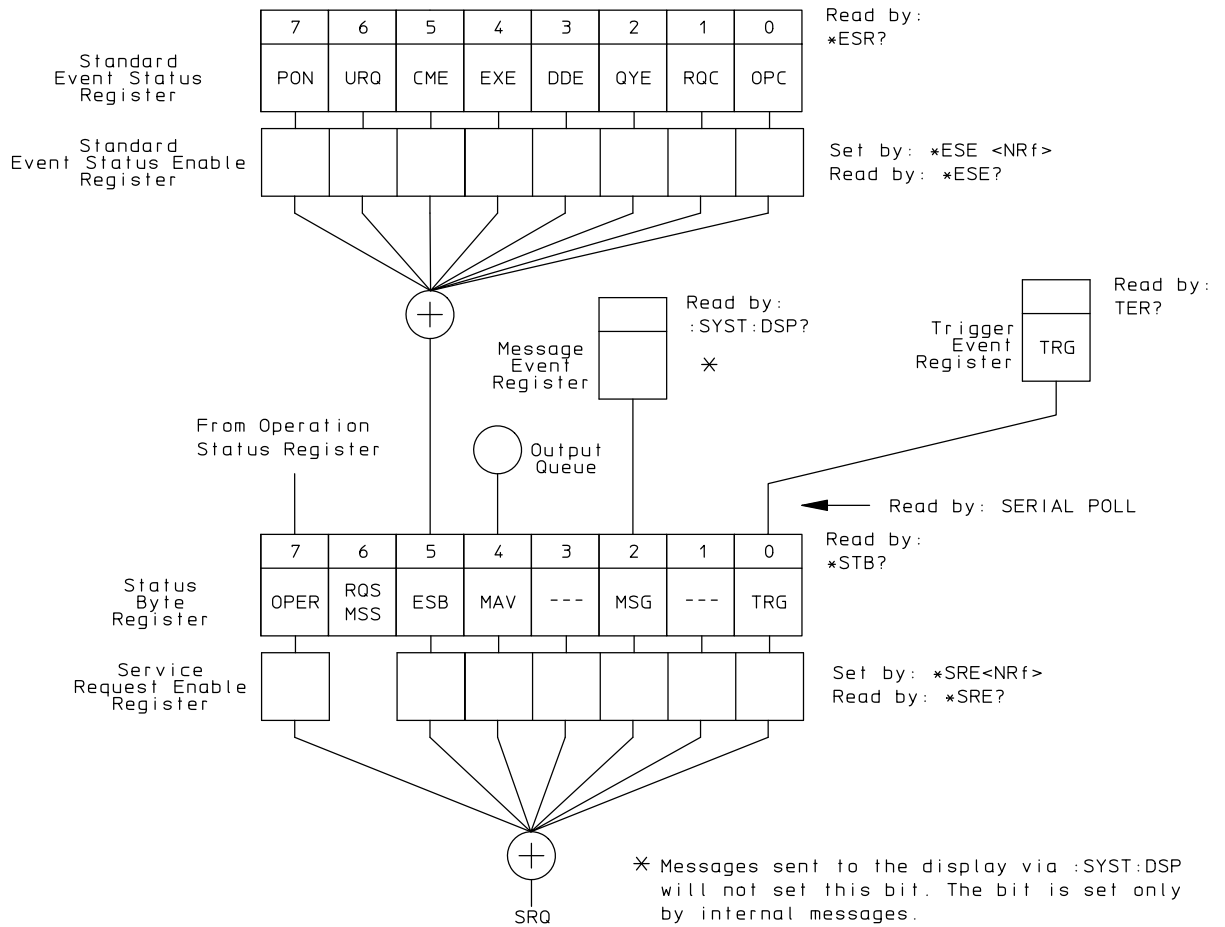 7 6 5 4 3 2 1 0
Read by:
*ESR?
Standard
Event Status
Register
PON URQ CME EXE DDE QYE RQC OPC
Standard
Event Status Enable
Register
Set by: *ESE <NRf>
Read by: *ESE?
Read by:
:SYST:DSP?
Message
Event
Register
*
Read by:
TER?
Trigger
Event
Register
TRG
From Operation
Status Register
Output
Queue
Read by: SERIAL POLL
7 6 5 4 3 2 1 0
Read by:
*STB?
Status
Byte
Register
OPER RQS MSS ESB MAV --- MSG --- TRG
Service
Request Enable
Register
Set by: *SRE<NRf>
Read by: *SRE?
SRQ
* Messages sent to the display via :SYST:DSP
will not set this bit. The bit is set only
by internal messages.